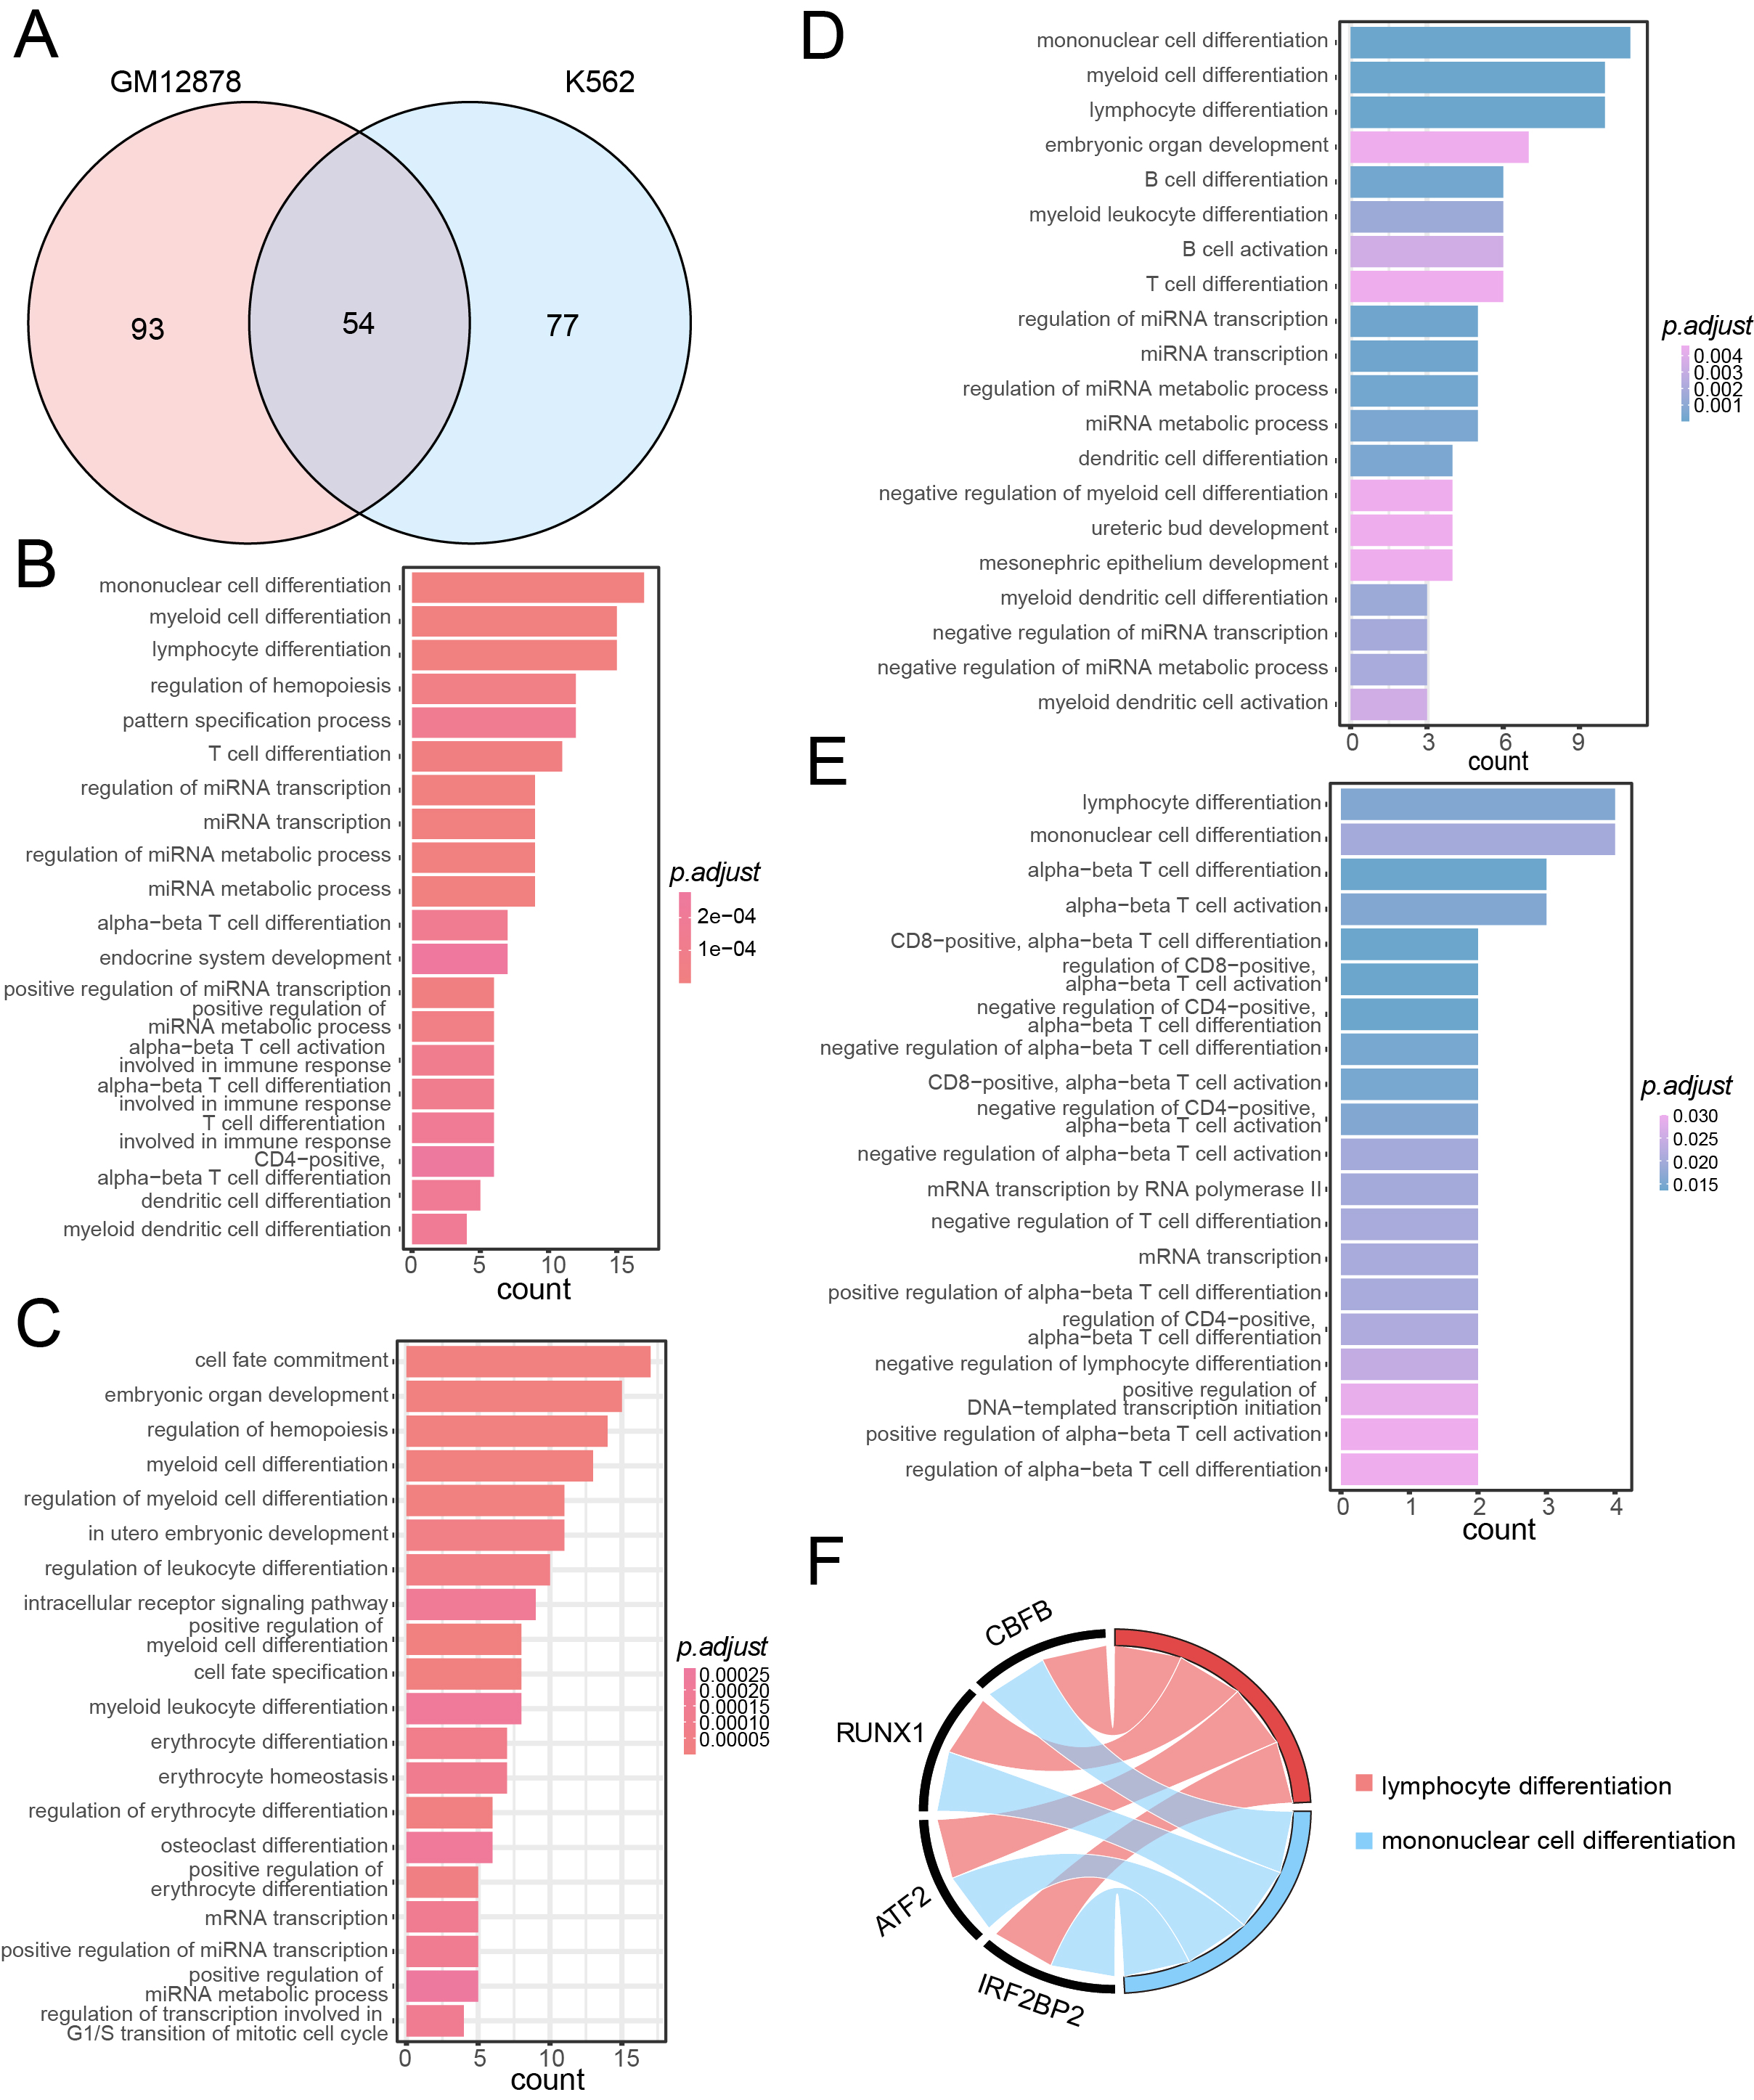 A
GM12878
K562
93
54
77
B
mononuclear cell differentiation
myeloid cell differentiation
lymphocyte differentiation
regulation of hemopoiesis
pattern specification process
T cell differentiation
regulation of miRNA transcription
miRNA transcription
regulation of miRNA metabolic process
miRNA metabolic process
alpha−beta T cell differentiation
endocrine system development
positive regulation of miRNA transcription
positive regulation of
miRNA metabolic process
alpha−beta T cell activation
involved in immune response
alpha−beta T cell differentiation
involved in immune response
T cell differentiation
involved in immune response
CD4−positive,
alpha−beta T cell differentiation
dendritic cell differentiation
myeloid dendritic cell differentiation
0 5 10 15
count
p.adjust
2e−04
1e−04
C
cell fate commitment
embryonic organ development
regulation of hemopoiesis
myeloid cell differentiation
regulation of myeloid cell differentiation
in utero embryonic development
regulation of leukocyte differentiation
intracellular receptor signaling pathway
positive regulation of
myeloid cell differentiation
cell fate specification
myeloid leukocyte differentiation
erythrocyte differentiation
erythrocyte homeostasis
regulation of erythrocyte differentiation
osteoclast differentiation
positive regulation of
erythrocyte differentiation
mRNA transcription
positive regulation of miRNA transcription
positive regulation of
miRNA metabolic process
regulation of transcription involved in
G1/S transition of mitotic cell cycle
0 5 10 15
count
p.adjust
0.00025
0.00020
0.00015
0.00010
0.00005
D
mononuclear cell differentiation
myeloid cell differentiation
lymphocyte differentiation
embryonic organ development
B cell differentiation
myeloid leukocyte differentiation
B cell activation
T cell differentiation
regulation of miRNA transcription
miRNA transcription
regulation of miRNA metabolic process
miRNA metabolic process
dendritic cell differentiation
negative regulation of myeloid cell differentiation
ureteric bud development
mesonephric epithelium development
myeloid dendritic cell differentiation
negative regulation of miRNA transcription
negative regulation of miRNA metabolic process
myeloid dendritic cell activation
0 3 6 9
count
p.adjust
0.004
0.003
0.002
0.001
E
lymphocyte differentiation
mononuclear cell differentiation
alpha−beta T cell differentiation
alpha−beta T cell activation
CD8−positive, alpha−beta T cell differentiation
regulation of CD8−positive,
alpha−beta T cell activation
negative regulation of CD4−positive,
alpha−beta T cell differentiation
negative regulation of alpha−beta T cell differentiation
CD8−positive, alpha−beta T cell activation
negative regulation of CD4−positive,
alpha−beta T cell activation
negative regulation of alpha−beta T cell activation
mRNA transcription by RNA polymerase II
negative regulation of T cell differentiation
mRNA transcription
positive regulation of alpha−beta T cell differentiation
regulation of CD4−positive,
alpha−beta T cell differentiation
negative regulation of lymphocyte differentiation
positive regulation of
DNA−templated transcription initiation
positive regulation of alpha−beta T cell activation
regulation of alpha−beta T cell differentiation
0 1 2 3 4
count
p.adjust
0.030
0.025
0.020
0.015
F
CBFB
RUNX1
ATF2
IRF2BP2
lymphocyte differentiation
mononuclear cell differentiation